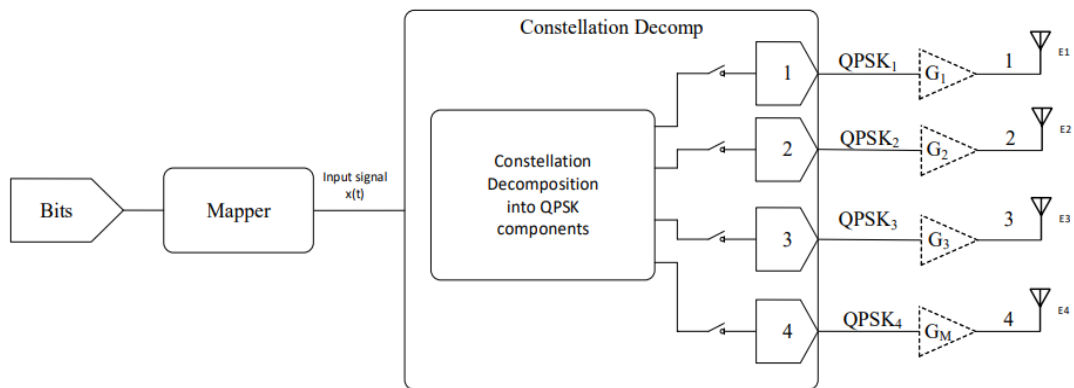 Constellation Decomp
1
QPSK₁
G₁
1
E1
2
QPSK₂
G₂
2
E2
Constellation
Decomposition
into QPSK
components
Input signal
x(t)
Bits
Mapper
3
QPSK₃
G₃
3
E3
4
QPSK₄
G_M
4
E4